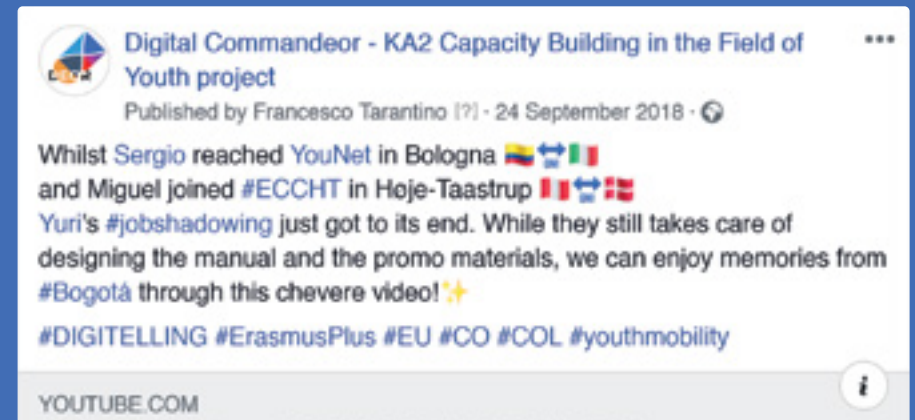 Digital Commandeor - KA2 Capacity Building in the Field of
Youth project
Published by Francesco Tarantino [?] · 24 September 2018 ·
Whilst Sergio reached YouNet in Bologna 🇨🇴🔛🇮🇹
and Miguel joined #ECCHT in Høje-Taastrup 🇵🇪🔛🇩🇰
Yuri's #jobshadowing just got to its end. While they still takes care of
designing the manual and the promo materials, we can enjoy memories from
#Bogotá through this chevere video!✨
#DIGITELLING #ErasmusPlus #EU #CO #COL #youthmobility
YOUTUBE.COM